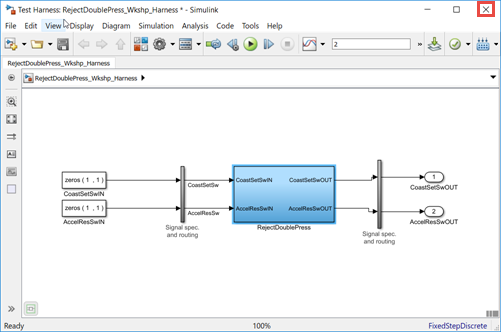 Test Harness: RejectDoublePress_Wkshp_Harness * - Simulink
File Edit View Display Diagram Simulation Analysis Code Tools Help
2
RejectDoublePress_Wkshp_Harness
RejectDoublePress_Wkshp_Harness
zeros ( 1 , 1 )
CoastSetSwIN
zeros ( 1 , 1 )
AccelResSwIN
CoastSetSw
AccelResSw
Signal spec.
and routing
CoastSetSwIN CoastSetSwOUT
AccelResSwIN AccelResSwOUT
RejectDoublePress
Signal spec.
and routing
1
CoastSetSwOUT
2
AccelResSwOUT
Ready 100% FixedStepDiscrete